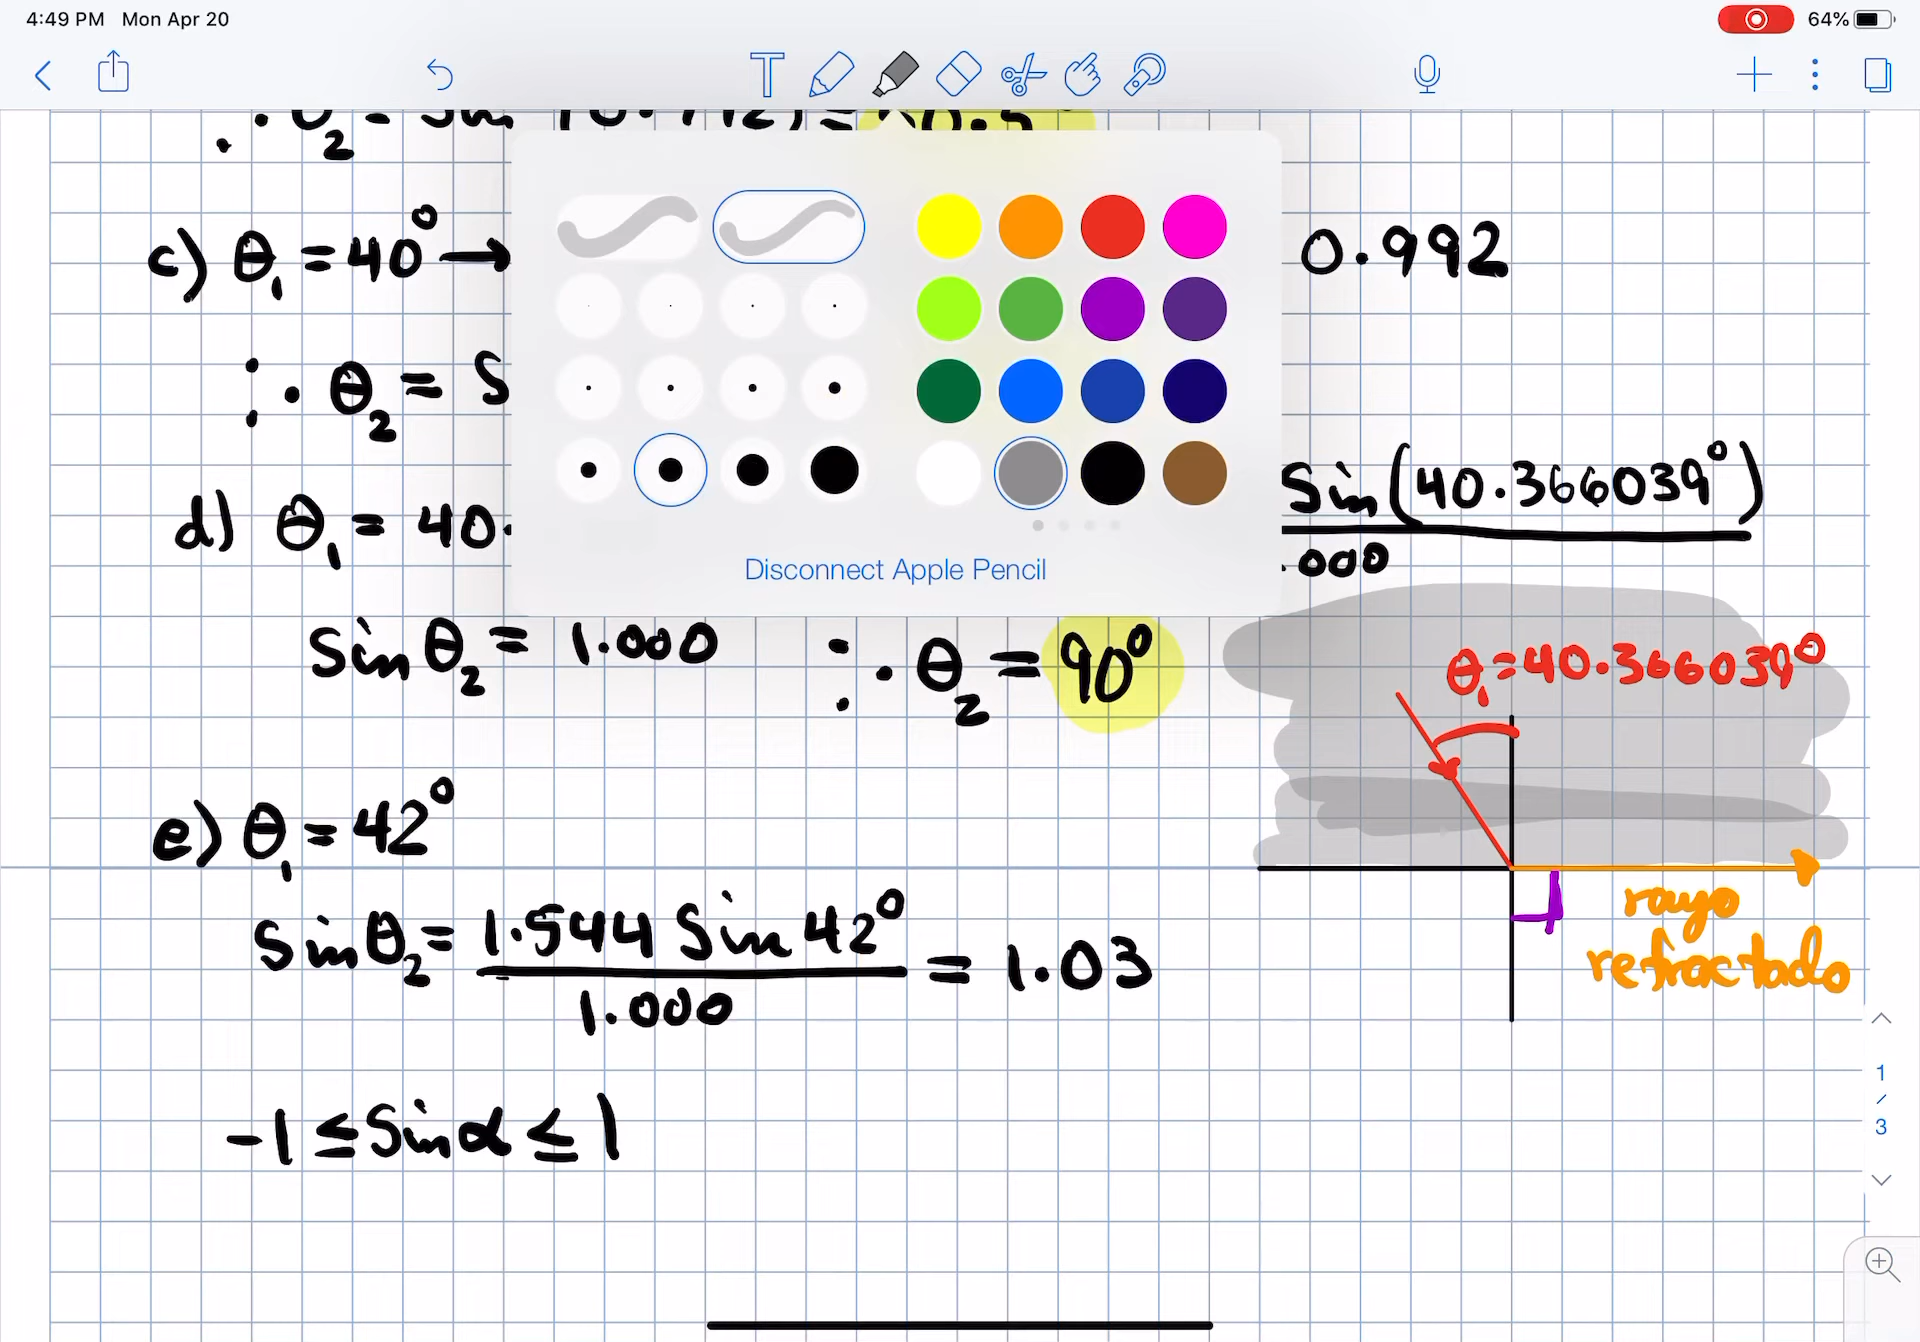 4:49 PM Mon Apr 20
64%
c) θ₁ = 40° →
0.992
∴ θ₂ = S
d) θ₁ = 40.
Sin (40.366039°)
.000
Disconnect Apple Pencil
Sin θ₂ = 1.000 ∴ θ₂ = 90°
θ₁ = 40.366039°
e) θ₁ = 42°
Sin θ₂ = 1.544 Sin 42° / 1.000 = 1.03
rayo
refractado
-1 ≤ Sin α ≤ 1
1
/
3